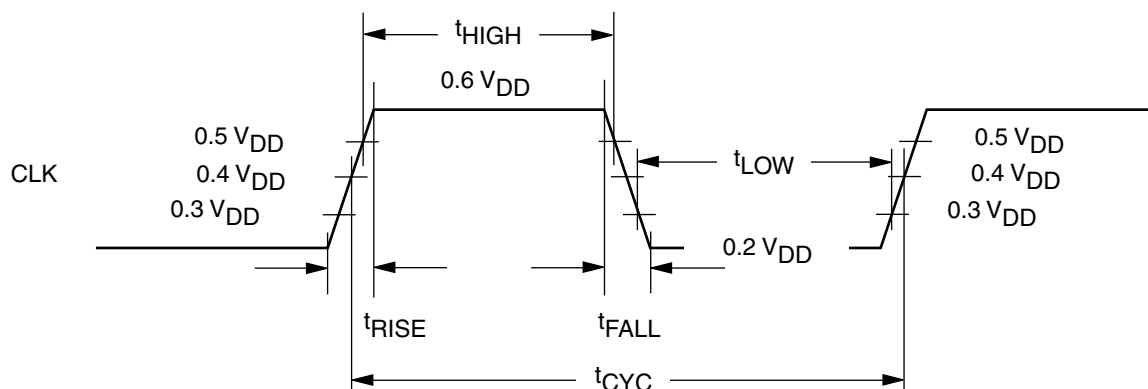 tHIGH
0.6 VDD
0.5 VDD
0.5 VDD
CLK
0.4 VDD
tLOW
0.4 VDD
0.3 VDD
0.3 VDD
0.2 VDD
tRISE
tFALL
tCYC